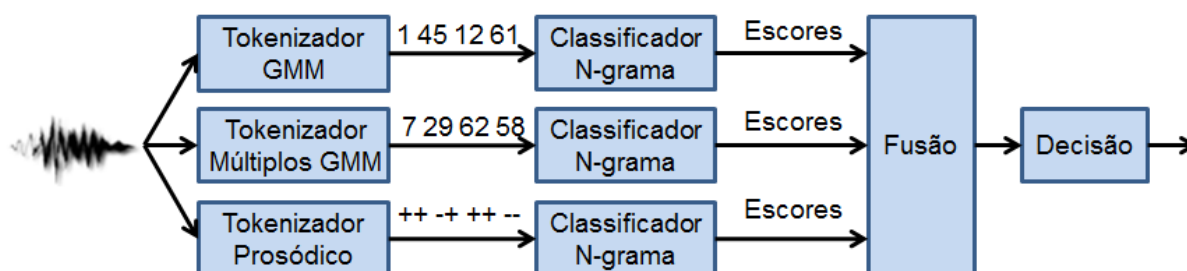 Tokenizador
GMM
1 45 12 61
Classificador
N-grama
Escores
Tokenizador
Múltiplos GMM
7 29 62 58
Classificador
N-grama
Escores
Tokenizador
Prosódico
++ -+ ++ --
Classificador
N-grama
Escores
Fusão
Decisão